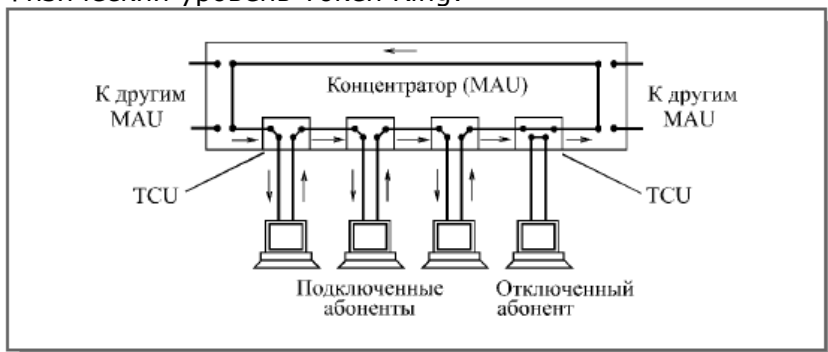 Физический уровень Token Ring.
Концентратор (MAU)
К другим
MAU
К другим
MAU
TCU
TCU
Подключенные
абоненты
Отключенный
абонент